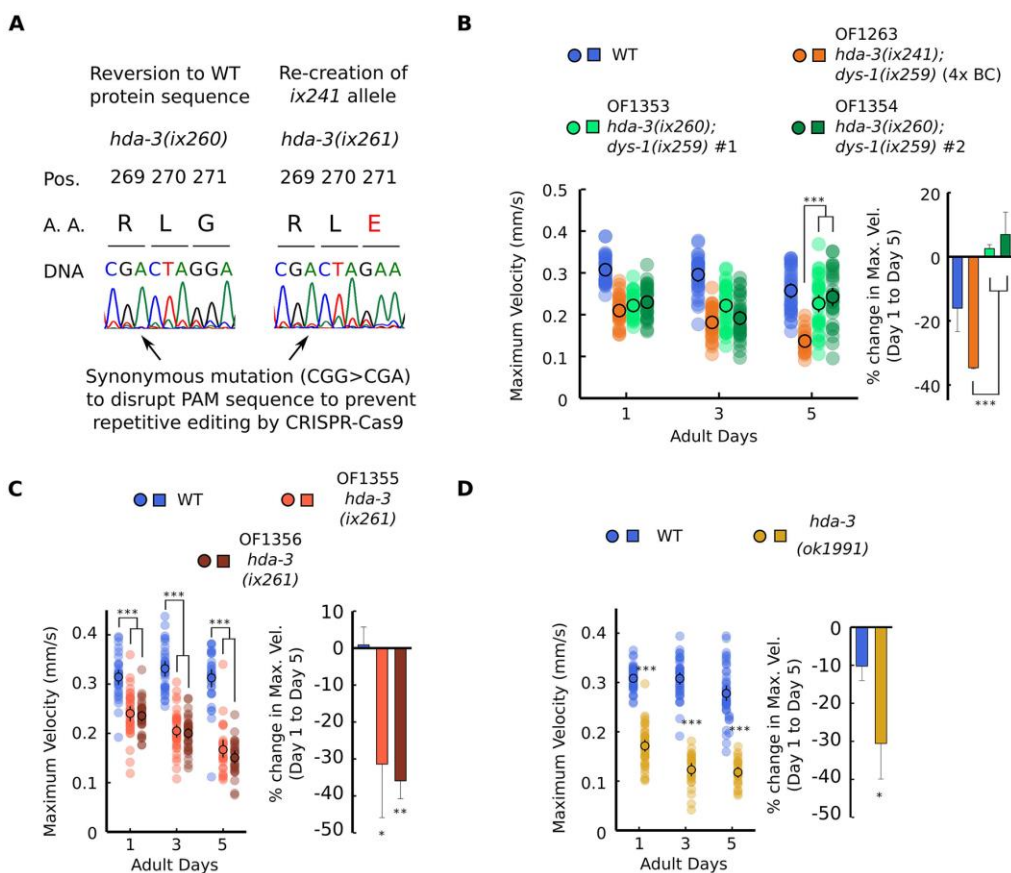 A
Reversion to WT
protein sequence
Re-creation of
ix241 allele
hda-3(ix260)
hda-3(ix261)
Pos.
269 270 271
269 270 271
A. A.
R L G
R L E
DNA
CGACTAGGA
CGACTAGAA
Synonymous mutation (CGG>CGA)
to disrupt PAM sequence to prevent
repetitive editing by CRISPR-Cas9
B
WT
OF1263
hda-3(ix241);
dys-1(ix259) (4x BC)
OF1353
hda-3(ix260);
dys-1(ix259) #1
OF1354
hda-3(ix260);
dys-1(ix259) #2
Maximum Velocity (mm/s)
0.5
0.4
0.3
0.2
0.1
0
***
1 3 5
Adult Days
% change in Max. Vel.
(Day 1 to Day 5)
20
0
-20
-40
***
C
WT
OF1355
hda-3
(ix261)
OF1356
hda-3
(ix261)
Maximum Velocity (mm/s)
0.4
0.3
0.2
0.1
0
*** *** ***
1 3 5
Adult Days
% change in Max. Vel.
(Day 1 to Day 5)
10
0
-10
-20
-30
-40
-50
* **
D
WT
hda-3
(ok1991)
Maximum Velocity (mm/s)
0.4
0.3
0.2
0.1
0
*** *** ***
1 3 5
Adult Days
% change in Max. Vel.
(Day 1 to Day 5)
0
-10
-20
-30
-40
-50
*